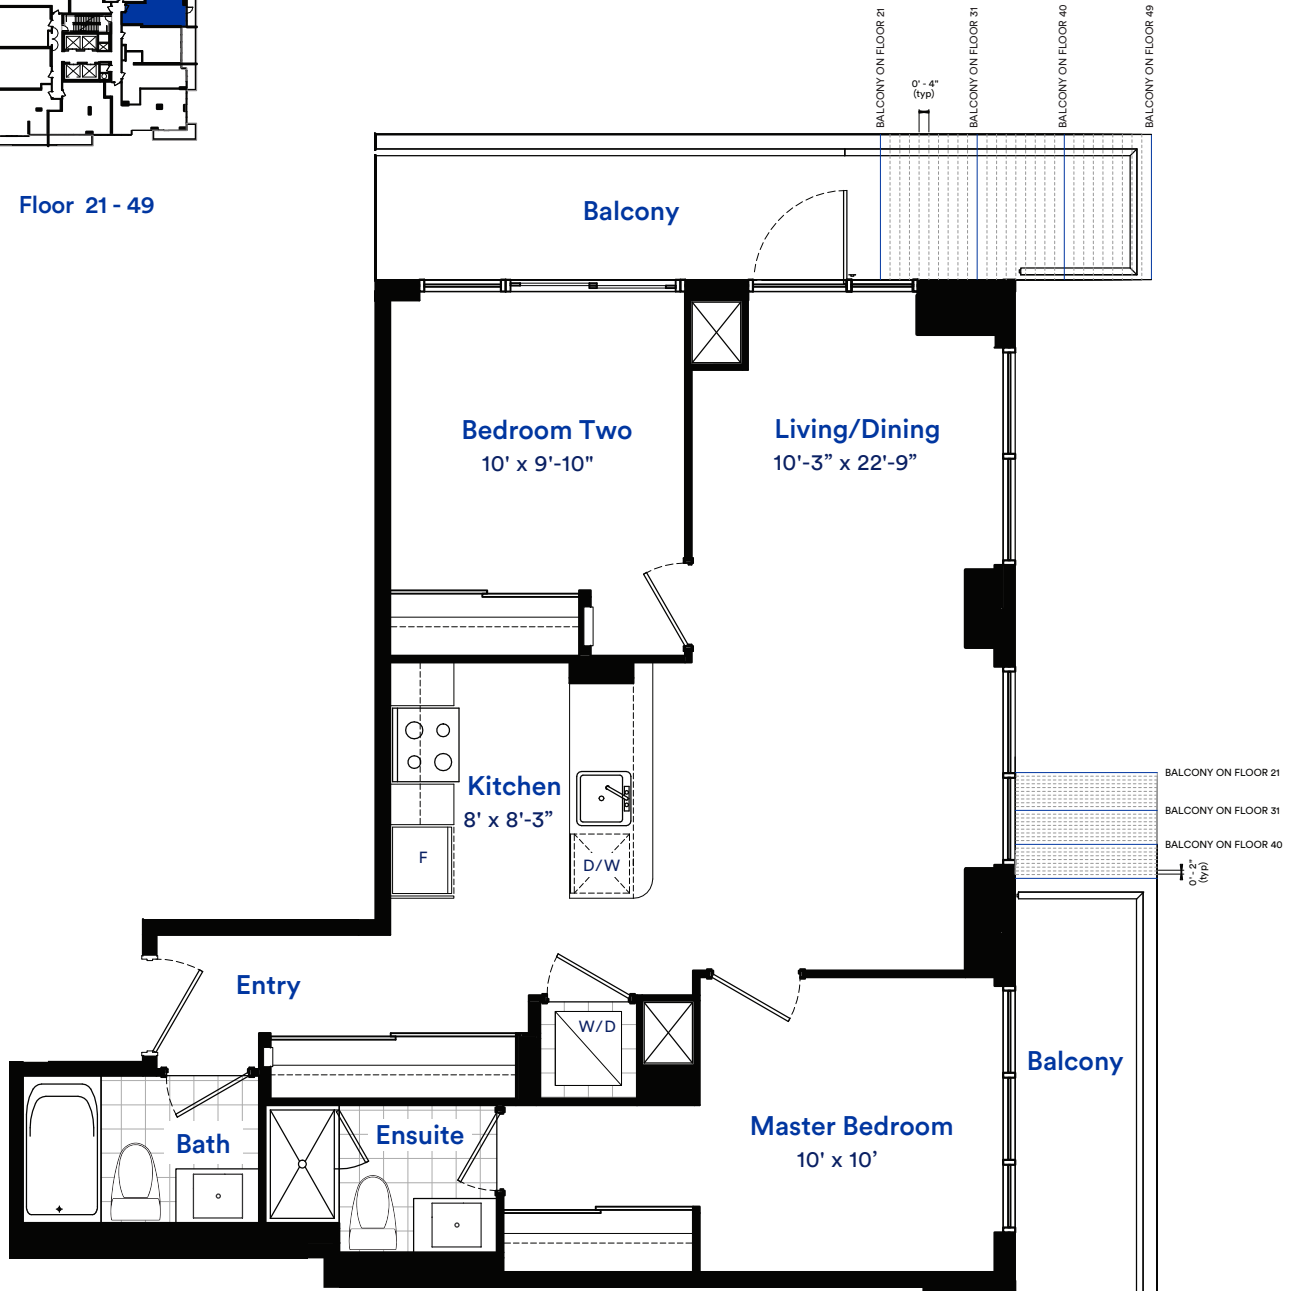 Floor 21 - 49
BALCONY ON FLOOR 21
0' - 4"
(typ)
BALCONY ON FLOOR 31
BALCONY ON FLOOR 40
BALCONY ON FLOOR 49
Balcony
Bedroom Two
10' x 9'-10"
Living/Dining
10'-3” x 22'-9”
Kitchen
8' x 8'-3”
F
D/W
BALCONY ON FLOOR 21
BALCONY ON FLOOR 31
BALCONY ON FLOOR 40
0' - 2"
(typ)
Entry
W/D
Balcony
Bath
Ensuite
Master Bedroom
10' x 10’